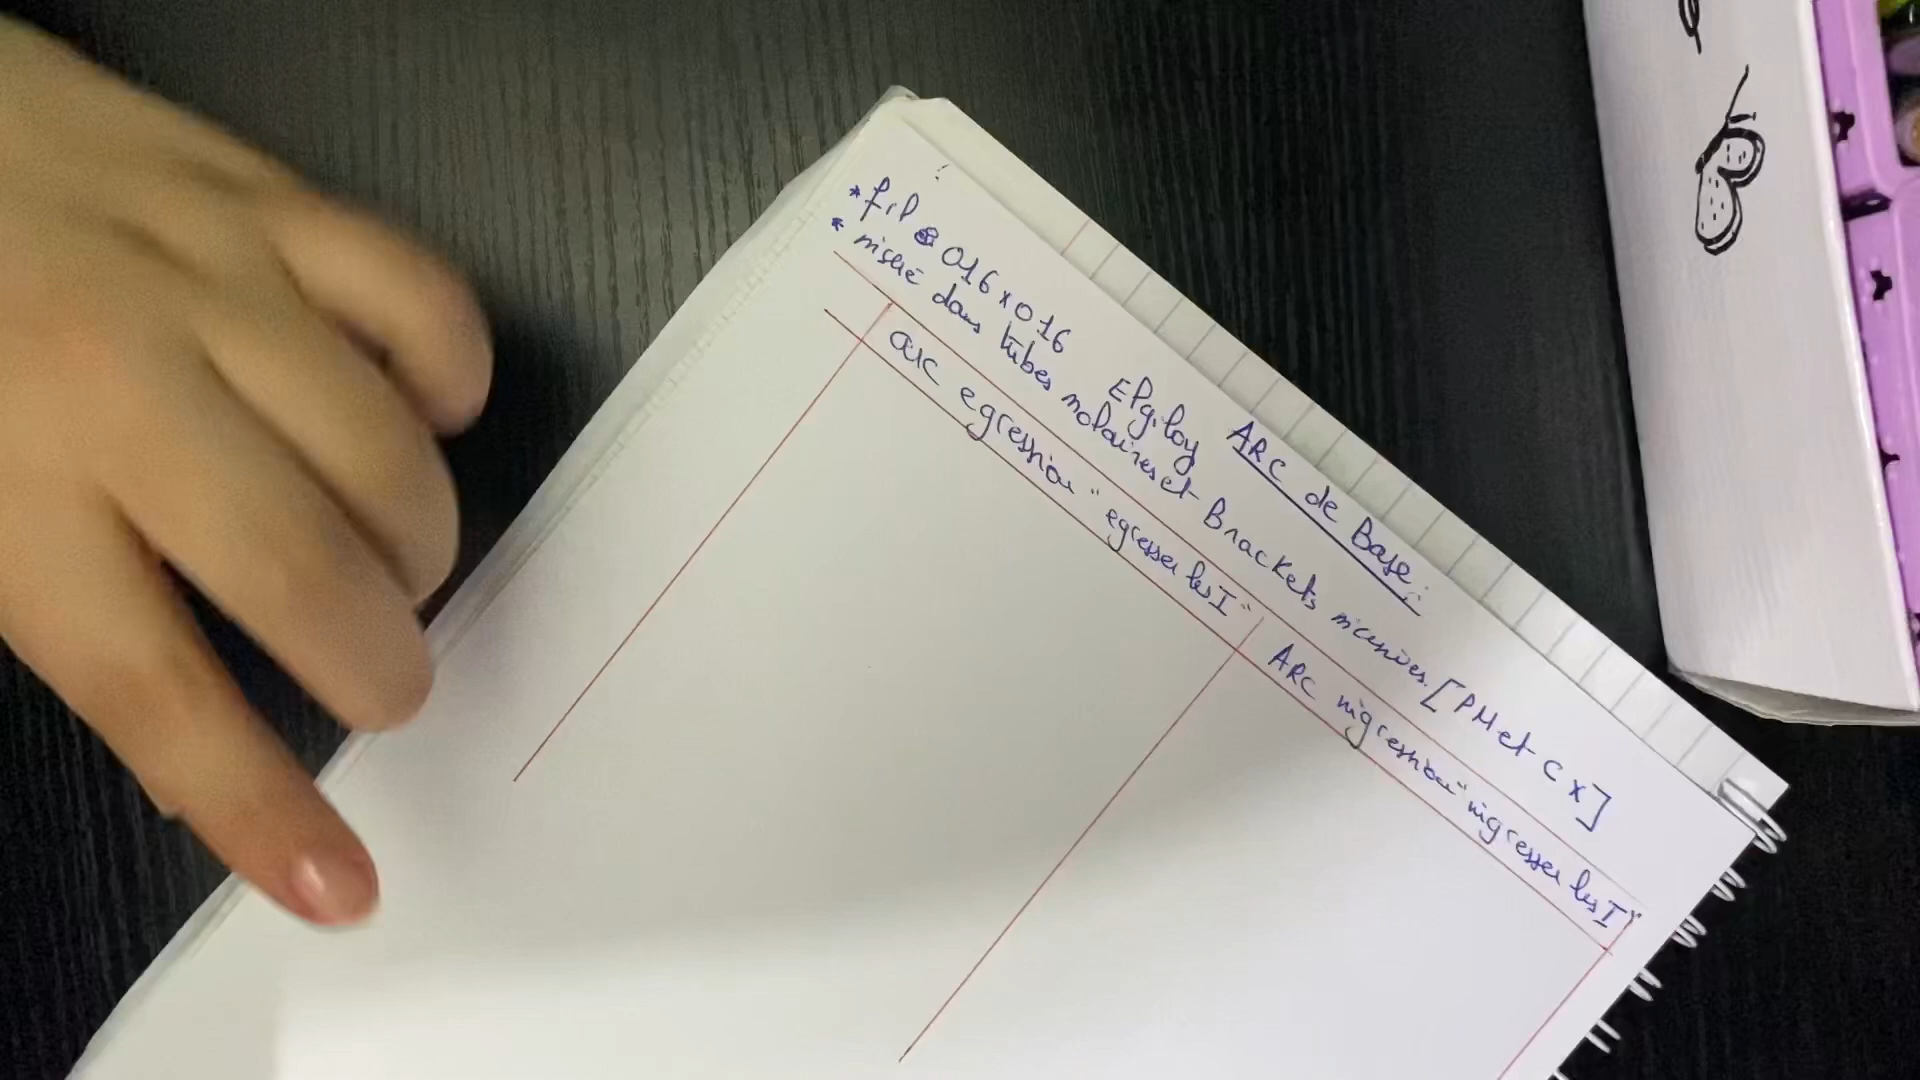 ARC de Base :
* fil 016 x 016 Elgiloy
* inséré dans tubes molaires et Brackets incisives. [PM et C x]
arc egression "egresser les I"
ARC ingression "ingresser les I"